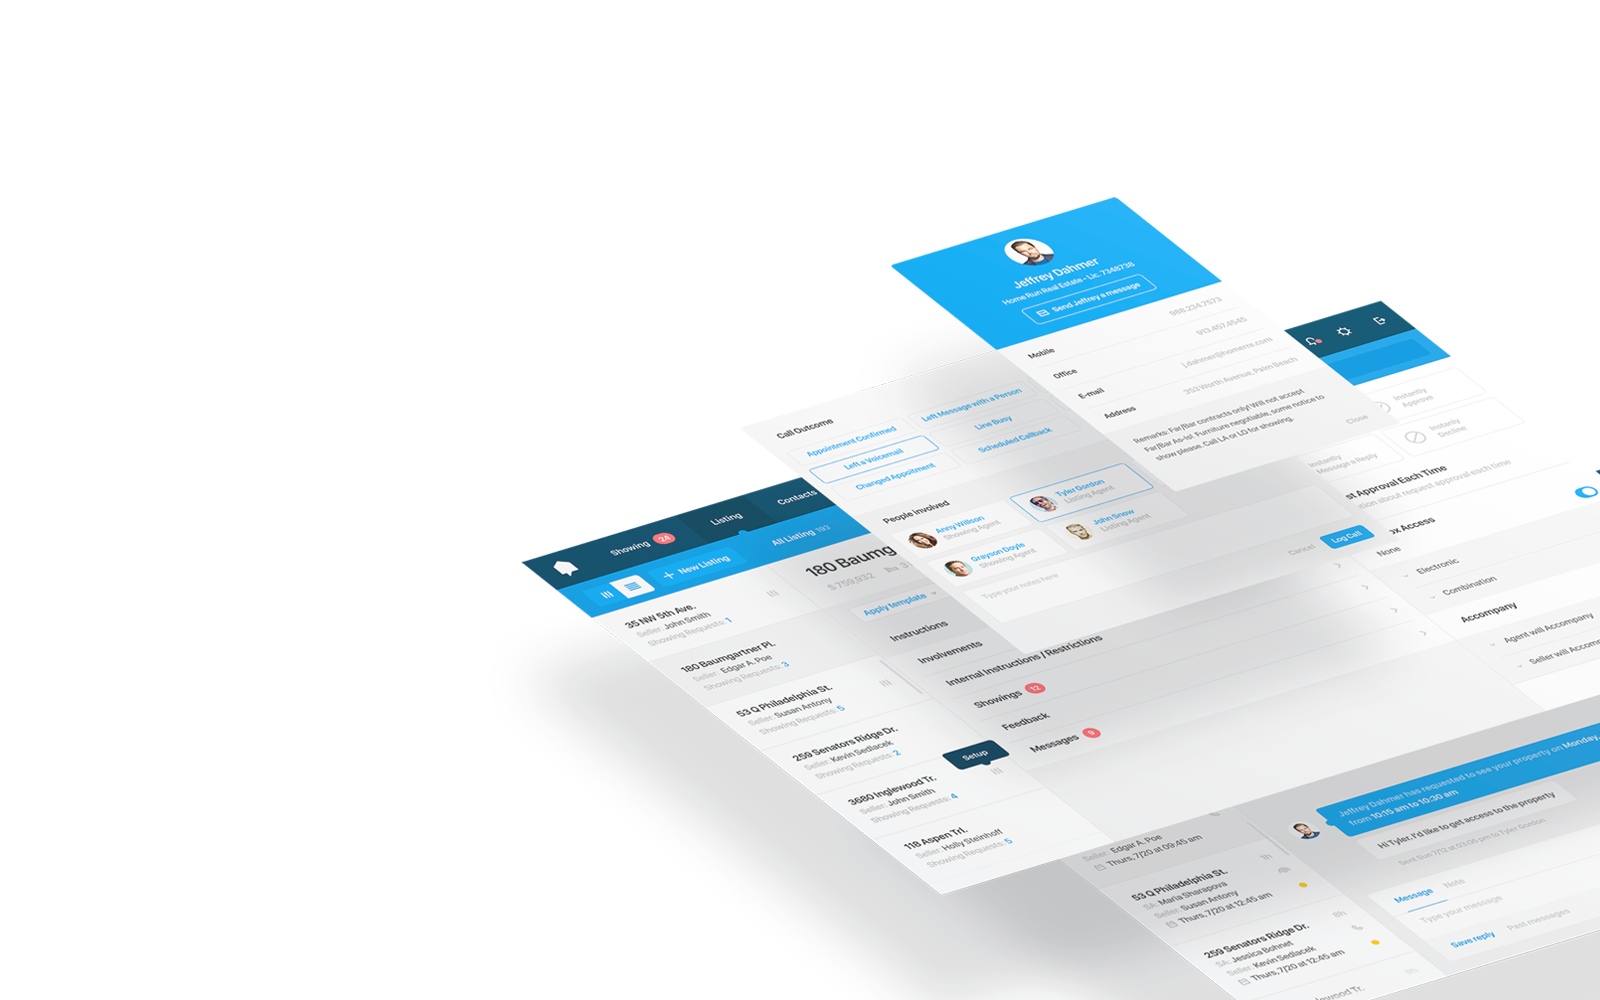 Jeffrey Dahmer
Home Run Real Estate - Lic. 7348738
Send Jeffrey a message
Mobile
988.234.7573
Office
913.457.4545
E-mail
j.dahmer@homerre.com
Address
353 Worth Avenue, Palm Beach
Remarks: Far/Bar contracts only! Will not accept
Far/Bar As-Is! Furniture negotiable, some notice to
show please. Call LA or LO for showing.
Close
Call Outcome
Appointment Confirmed
Left Message with a Person
Left a Voicemail
Line Busy
Changed Appoitment
Scheduled Callback
People involved
Anny Willson
Showing Agent
Tyler Gordon
Listing Agent
Grayson Doyle
Showing Agent
John Snow
Listing Agent
Type your notes here
Cancel
Log Call
Showing 24
Listing
Contacts
New Listing
All Listing 193
35 NW 5th Ave.
Seller: John Smith
Showing Requests: 1
180 Baumgartner Pl.
Seller: Edgar A. Poe
Showing Requests: 3
53 Q Philadelphia St.
Seller: Susan Antony
Showing Requests: 5
259 Senators Ridge Dr.
Seller: Kevin Sedlacek
Showing Requests: 2
3680 Inglewood Tr.
Seller: John Smith
Showing Requests: 4
118 Aspen Trl.
Seller: Holly Steinhoff
Showing Requests: 5
Setup
180 Baumg
$ 759,932
3
Apply template
Instructions
Involvements
Internal Instructions / Restrictions
Showings 12
Feedback
Messages 9
Instantly
Approve
Instantly
Decline
Instantly
Message a Reply
st Approval Each Time
tion about request approval each time
ox Access
None
Electronic
Combination
Accompany
Agent will Accompany
Seller will Accomp
Seller: Edgar A. Poe
Thurs, 7/20 at 09:45 am
53 Q Philadelphia St.
1h
SA: Maria Sharapova
Seller: Susan Antony
Thurs, 7/20 at 12:45 am
259 Senators Ridge Dr.
8h
SA: Jessica Bohnet
Seller: Kevin Sedlacek
Thurs, 7/20 at 12:45 am
lewood Tr.
9h
Jeffrey Dahmer has requested to see your property on Monday,
from 10:15 am to 10:30 am
Hi Tyler. I'd like to get access to the property
Sent Sun 7/12 at 03:05 pm to Tyler Gordon
Message
Note
Type your message
Save reply
Past messages